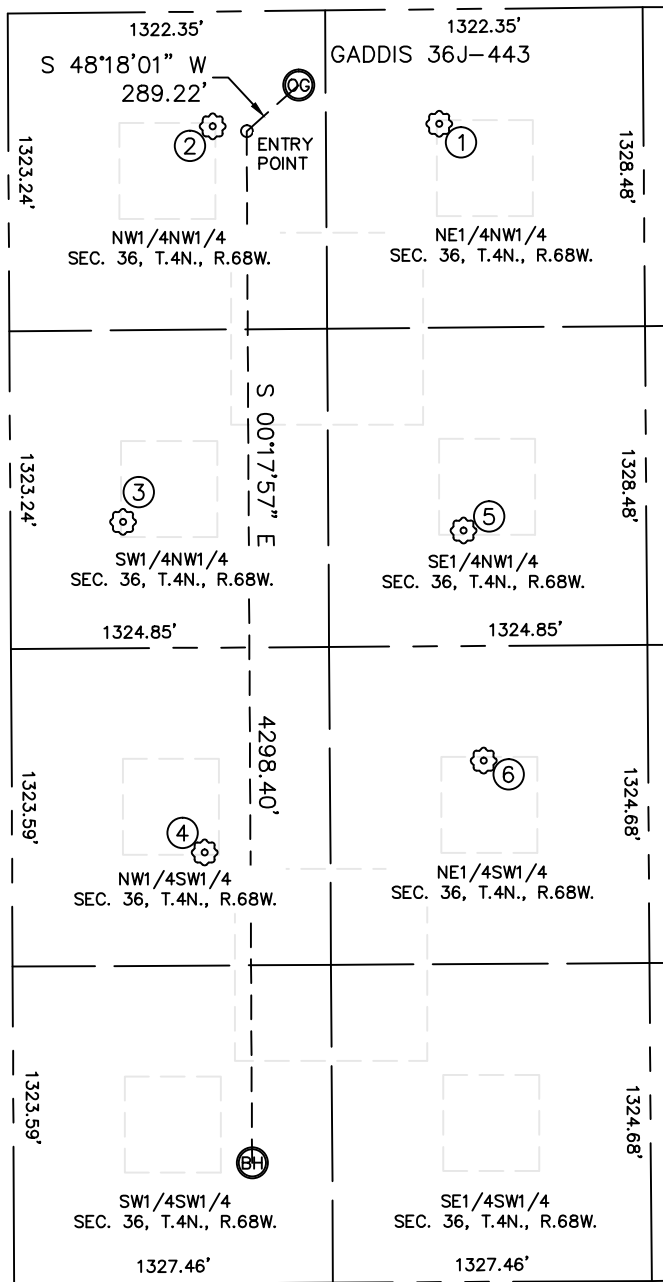 1322.35'
1322.35'
S 48°18'01" W
289.22'
OG
GADDIS 36J-443
ENTRY
POINT
2
1
1323.24'
1328.48'
NW1/4NW1/4
SEC. 36, T.4N., R.68W.
NE1/4NW1/4
SEC. 36, T.4N., R.68W.
S 00°17'57" E
3
5
1323.24'
1328.48'
SW1/4NW1/4
SEC. 36, T.4N., R.68W.
SE1/4NW1/4
SEC. 36, T.4N., R.68W.
1324.85'
1324.85'
4298.40'
6
4
1323.59'
1324.68'
NW1/4SW1/4
SEC. 36, T.4N., R.68W.
NE1/4SW1/4
SEC. 36, T.4N., R.68W.
1323.59'
1324.68'
BH
SW1/4SW1/4
SEC. 36, T.4N., R.68W.
SE1/4SW1/4
SEC. 36, T.4N., R.68W.
1327.46'
1327.46'